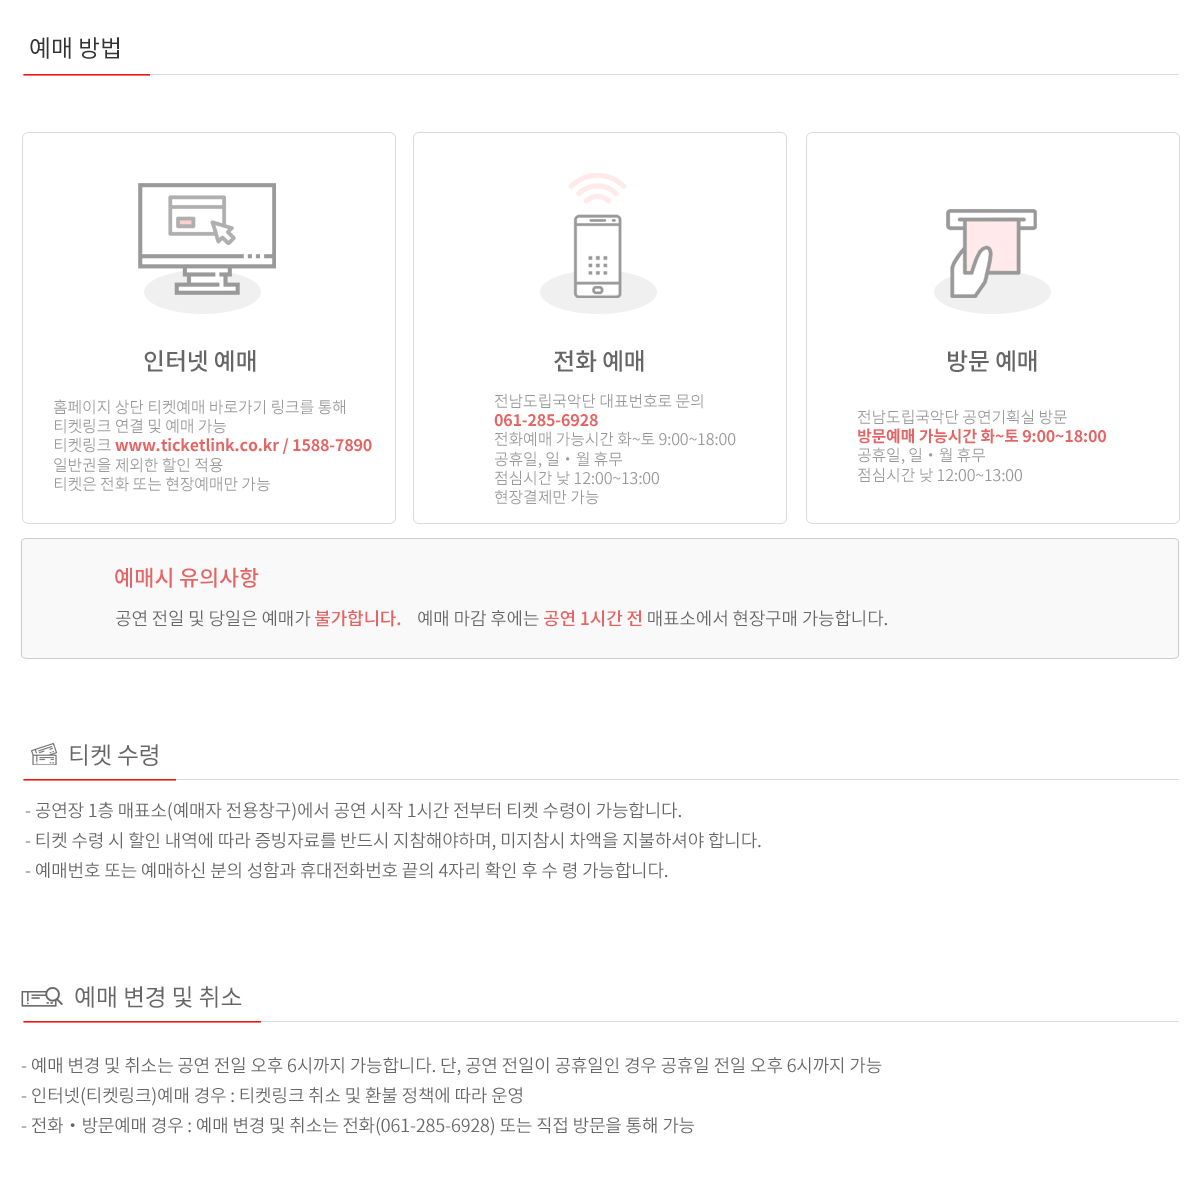 예매 방법
인터넷 예매
홈페이지 상단 티켓예매 바로가기 링크를 통해
티켓링크 연결 및 예매 가능
티켓링크 www.ticketlink.co.kr / 1588-7890
일반권을 제외한 할인 적용
티켓은 전화 또는 현장예매만 가능
전화 예매
전남도립국악단 대표번호로 문의
061-285-6928
전화예매 가능시간 화~토 9:00~18:00
공휴일, 일・월 휴무
점심시간 낮 12:00~13:00
현장결제만 가능
방문 예매
전남도립국악단 공연기획실 방문
방문예매 가능시간 화~토 9:00~18:00
공휴일, 일・월 휴무
점심시간 낮 12:00~13:00
예매시 유의사항
공연 전일 및 당일은 예매가 불가합니다. 예매 마감 후에는 공연 1시간 전 매표소에서 현장구매 가능합니다.
티켓 수령
- 공연장 1층 매표소(예매자 전용창구)에서 공연 시작 1시간 전부터 티켓 수령이 가능합니다.
- 티켓 수령 시 할인 내역에 따라 증빙자료를 반드시 지참해야하며, 미지참시 차액을 지불하셔야 합니다.
- 예매번호 또는 예매하신 분의 성함과 휴대전화번호 끝의 4자리 확인 후 수 령 가능합니다.
예매 변경 및 취소
- 예매 변경 및 취소는 공연 전일 오후 6시까지 가능합니다. 단, 공연 전일이 공휴일인 경우 공휴일 전일 오후 6시까지 가능
- 인터넷(티켓링크)예매 경우 : 티켓링크 취소 및 환불 정책에 따라 운영
- 전화・방문예매 경우 : 예매 변경 및 취소는 전화(061-285-6928) 또는 직접 방문을 통해 가능